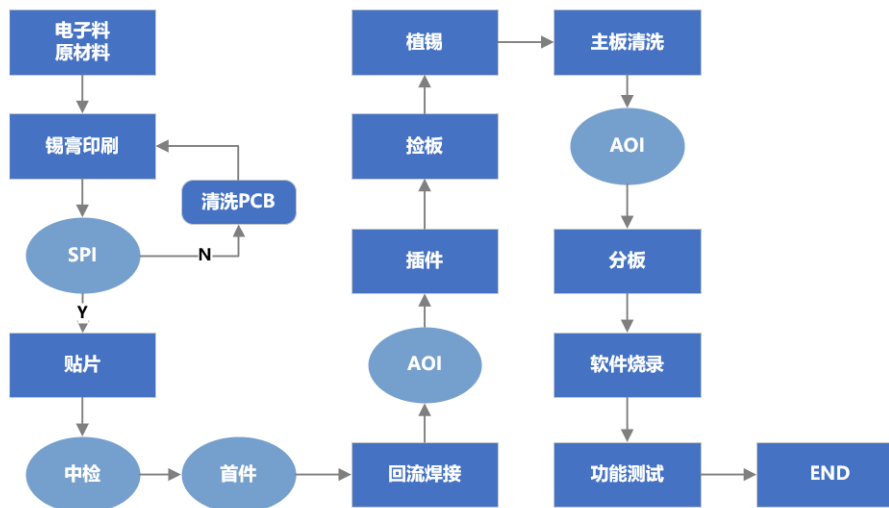 电子料
原材料
锡膏印刷
清洗PCB
SPI
N
Y
贴片
中检
首件
回流焊接
AOI
插件
捡板
植锡
主板清洗
AOI
分板
软件烧录
功能测试
END